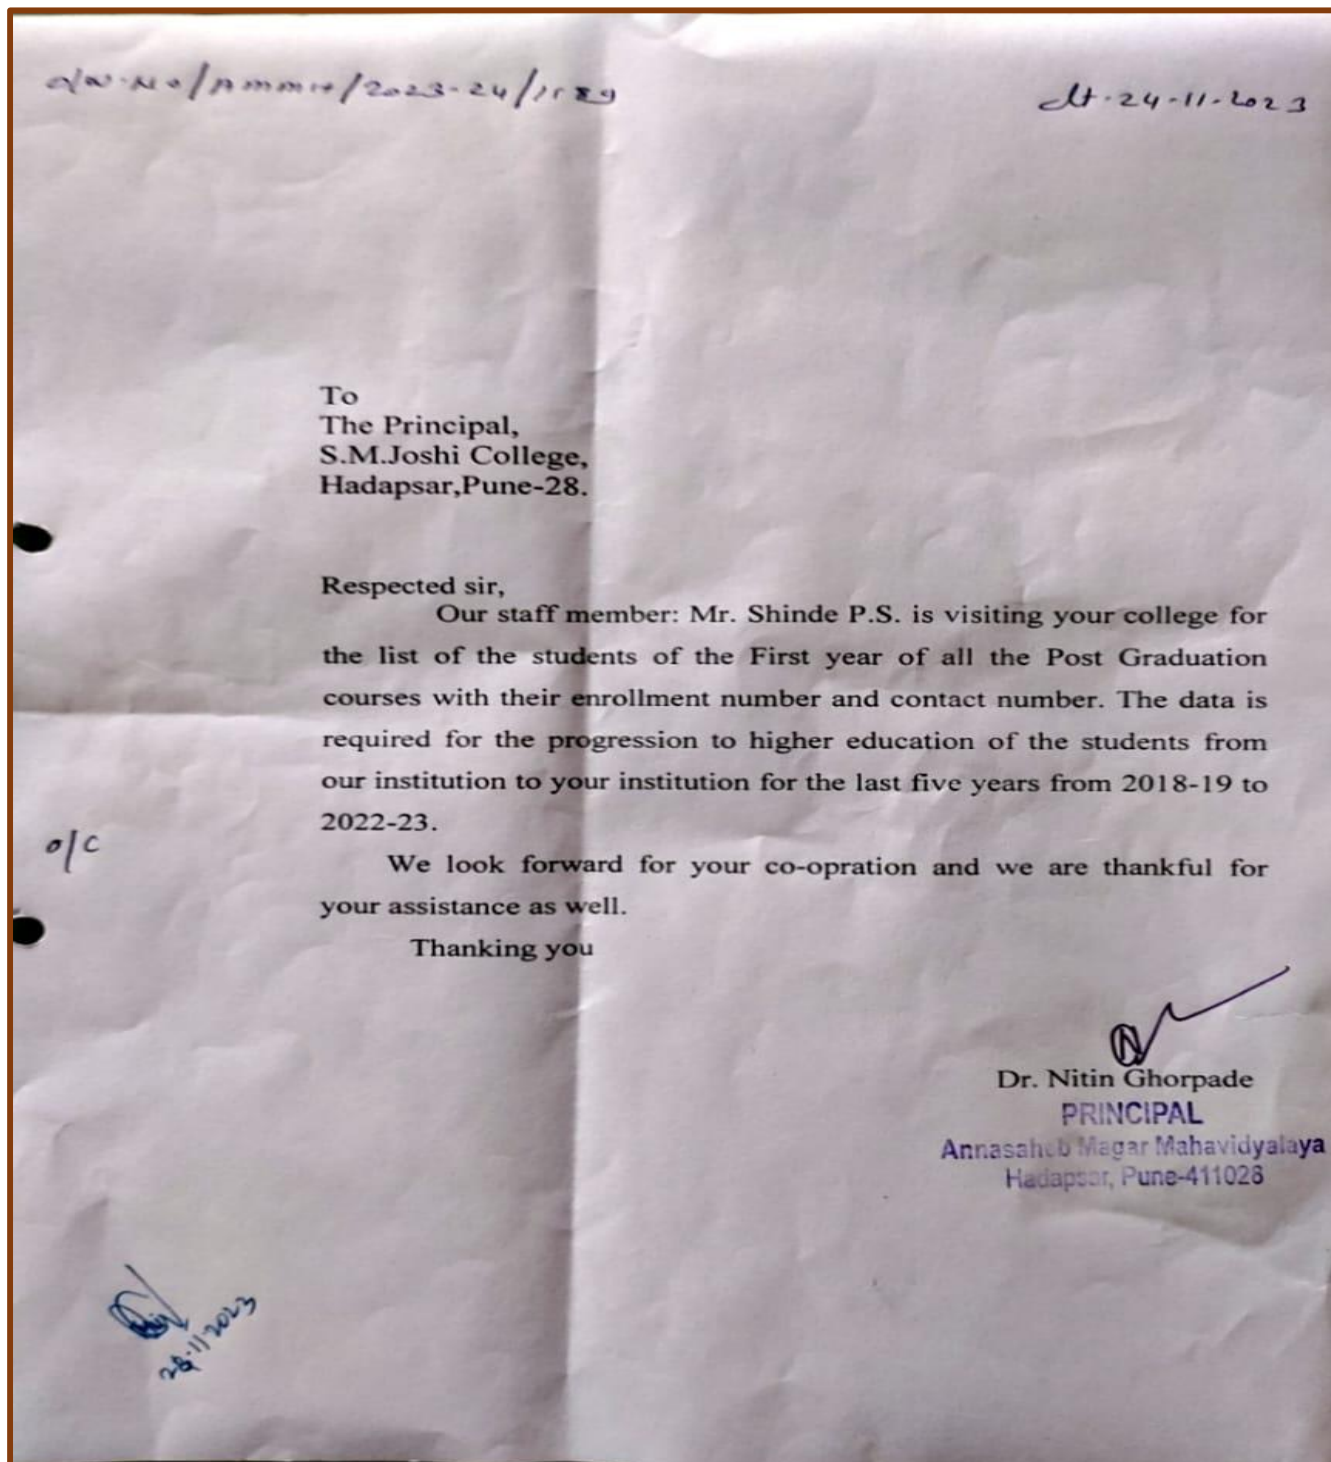 /2023-24/
dt-24-11-2023
To
The Principal,
S.M.Joshi College,
Hadapsar,Pune-28.
Respected sir,
Our staff member: Mr. Shinde P.S. is visiting your college for
the list of the students of the First year of all the Post Graduation
courses with their enrollment number and contact number. The data is
required for the progression to higher education of the students from
our institution to your institution for the last five years from 2018-19 to
2022-23.
o/c
We look forward for your co-opration and we are thankful for
your assistance as well.
Thanking you
Dr. Nitin Ghorpade
PRINCIPAL
Annasaheb Magar Mahavidyalaya
Hadapsar, Pune-411028
28-11-2023